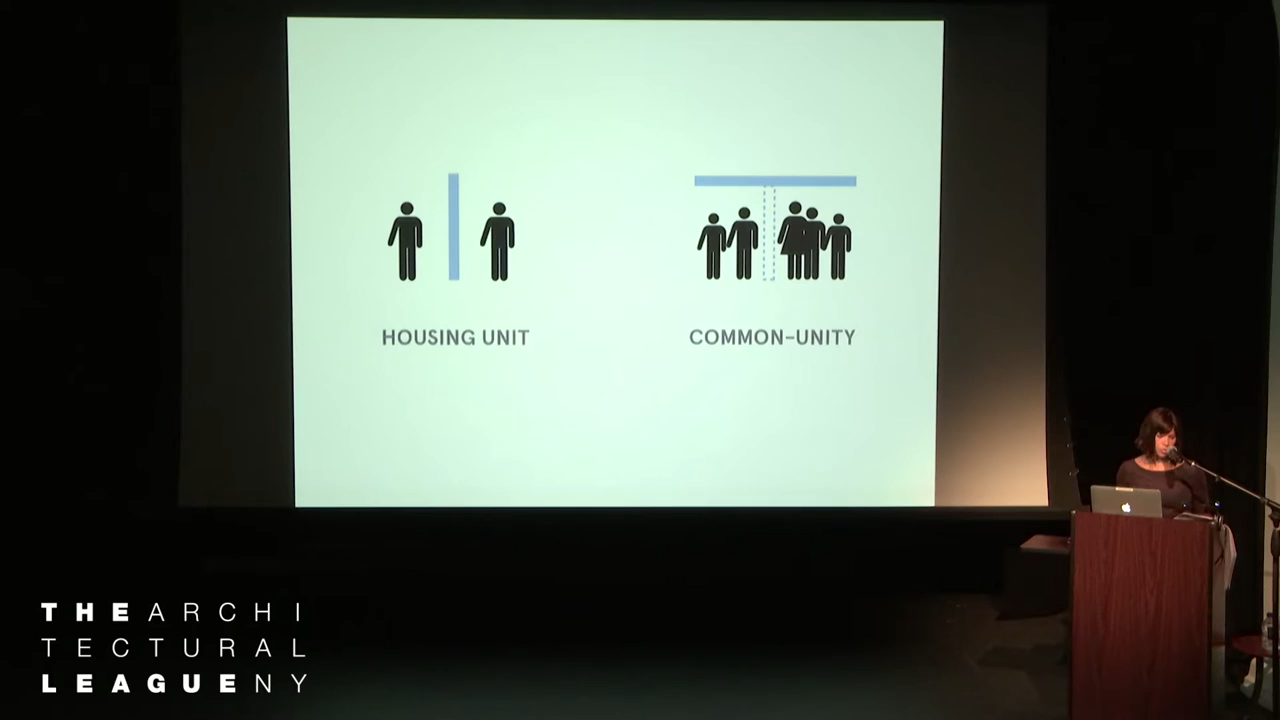 HOUSING UNIT
COMMON-UNITY
THE ARCHI
TECTURAL
LEAGUE NY